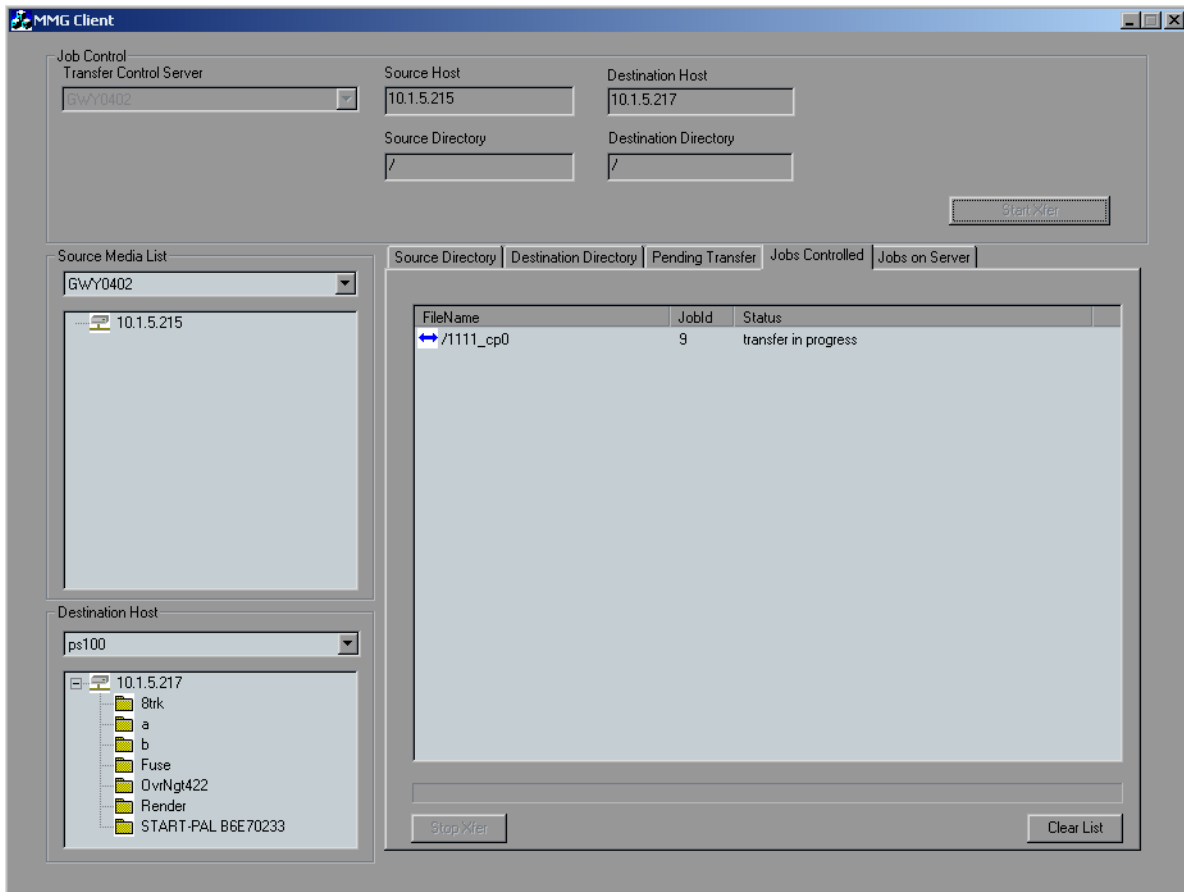 MMG Client
Job Control
Transfer Control Server
GWY0402
Source Host
10.1.5.215
Destination Host
10.1.5.217
Source Directory
/
Destination Directory
/
Start Xfer
Source Media List
GWY0402
10.1.5.215
Destination Host
ps100
10.1.5.217
8trk
a
b
Fuse
OvrNgt422
Render
START-PAL B6E70233
Source Directory Destination Directory Pending Transfer Jobs Controlled Jobs on Server
FileName JobId Status
/1111_cp0 9 transfer in progress
Stop Xfer
Clear List